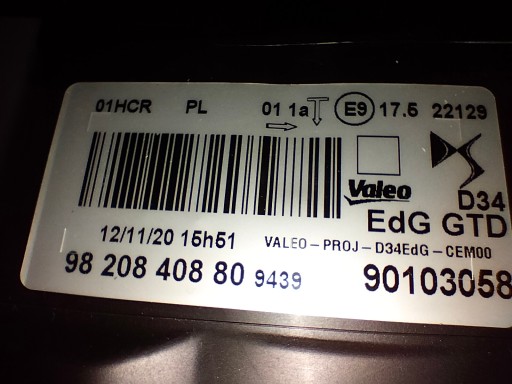 01HCR PL 01 1a E9 17.5 22129
Valeo
D34
EdG GTD
12/11/20 15h51 VALEO-PROJ-D34EdG-CEM00
98 208 408 80 9439 90103058